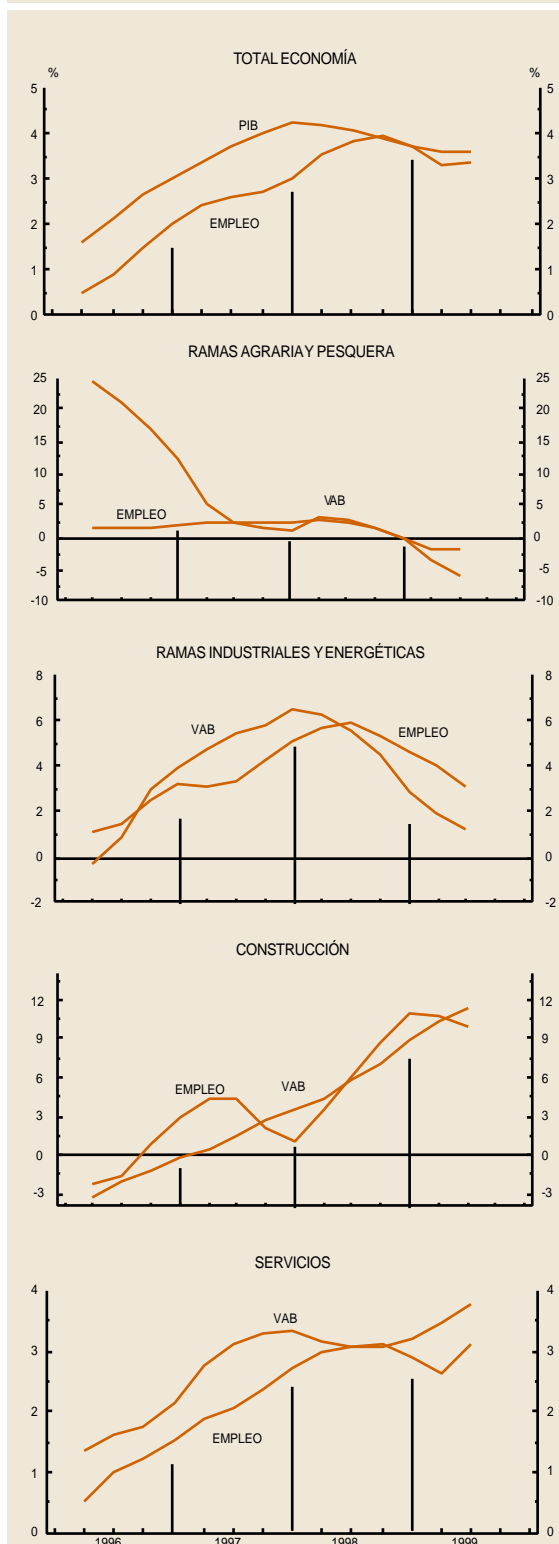 TOTAL ECONOMÍA
% %
5 5
PIB
4 4
3 3
EMPLEO
2 2
1 1
0 0
RAMAS AGRARIA Y PESQUERA
25 25
20 20
15 15
10 10
EMPLEO VAB
5 5
0 0
-5 -5
-10 -10
RAMAS INDUSTRIALES Y ENERGÉTICAS
8 8
6 6
VAB EMPLEO
4 4
2 2
0 0
-2 -2
CONSTRUCCIÓN
12 12
9 9
6 6
EMPLEO VAB
3 3
0 0
-3 -3
SERVICIOS
4 4
VAB
3 3
2 2
EMPLEO
1 1
0 0
1996 1997 1998 1999